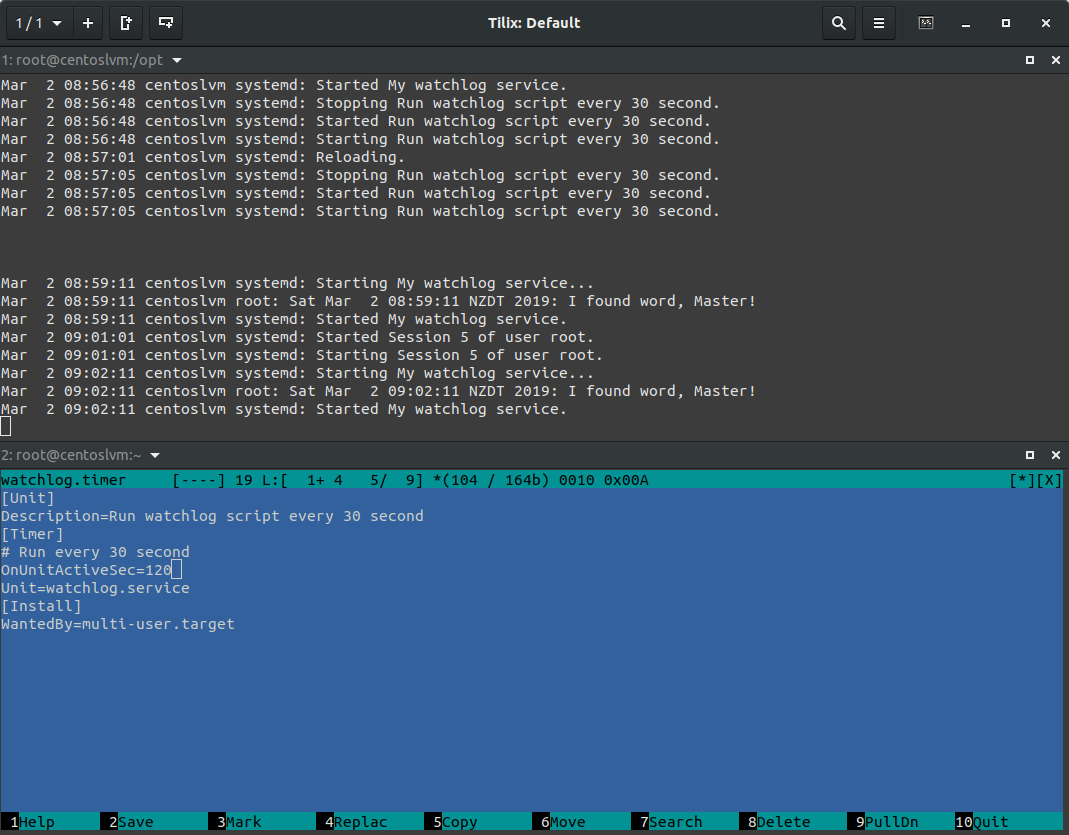 1 / 1
Tilix: Default
1: root@centoslvm:/opt
Mar  2 08:56:48 centoslvm systemd: Started My watchlog service.
Mar  2 08:56:48 centoslvm systemd: Stopping Run watchlog script every 30 second.
Mar  2 08:56:48 centoslvm systemd: Started Run watchlog script every 30 second.
Mar  2 08:56:48 centoslvm systemd: Starting Run watchlog script every 30 second.
Mar  2 08:57:01 centoslvm systemd: Reloading.
Mar  2 08:57:05 centoslvm systemd: Stopping Run watchlog script every 30 second.
Mar  2 08:57:05 centoslvm systemd: Started Run watchlog script every 30 second.
Mar  2 08:57:05 centoslvm systemd: Starting Run watchlog script every 30 second.
Mar  2 08:59:11 centoslvm systemd: Starting My watchlog service...
Mar  2 08:59:11 centoslvm root: Sat Mar  2 08:59:11 NZDT 2019: I found word, Master!
Mar  2 08:59:11 centoslvm systemd: Started My watchlog service.
Mar  2 09:01:01 centoslvm systemd: Started Session 5 of user root.
Mar  2 09:01:01 centoslvm systemd: Starting Session 5 of user root.
Mar  2 09:02:11 centoslvm systemd: Starting My watchlog service...
Mar  2 09:02:11 centoslvm root: Sat Mar  2 09:02:11 NZDT 2019: I found word, Master!
Mar  2 09:02:11 centoslvm systemd: Started My watchlog service.
2: root@centoslvm:~
watchlog.timer     [----] 19 L:[  1+ 4   5/  9] *(104 / 164b) 0010 0x00A [*][X]
[Unit]
Description=Run watchlog script every 30 second
[Timer]
# Run every 30 second
OnUnitActiveSec=120
Unit=watchlog.service
[Install]
WantedBy=multi-user.target
1Help 2Save 3Mark 4Replac 5Copy 6Move 7Search 8Delete 9PullDn 10Quit